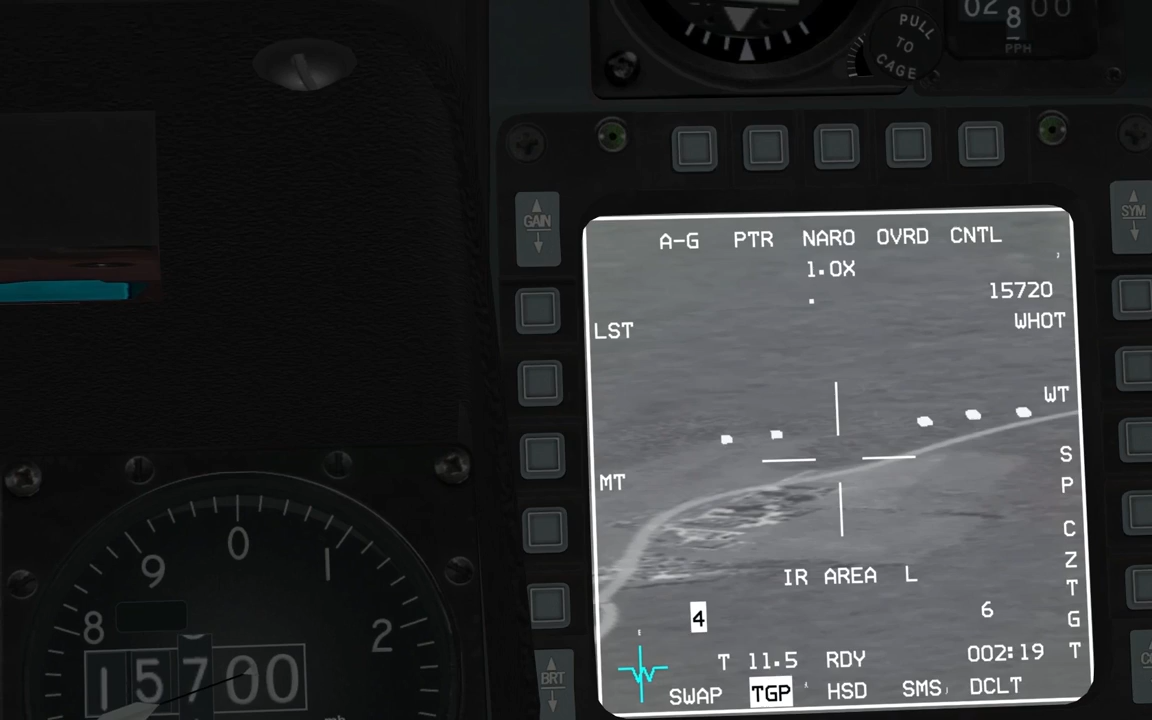 PULL
TO
CAGE
02 8 00
PPH
GAIN
SYM
A-G PTR NARO OVRD CNTL
1.0X
15720
LST
WHOT
WT
S
P
MT
C
Z
IR AREA L
T
4
6
G
T 11.5 RDY 002:19 T
SWAP TGP HSD SMS DCLT
BRT
0
9 1
8 2
15700